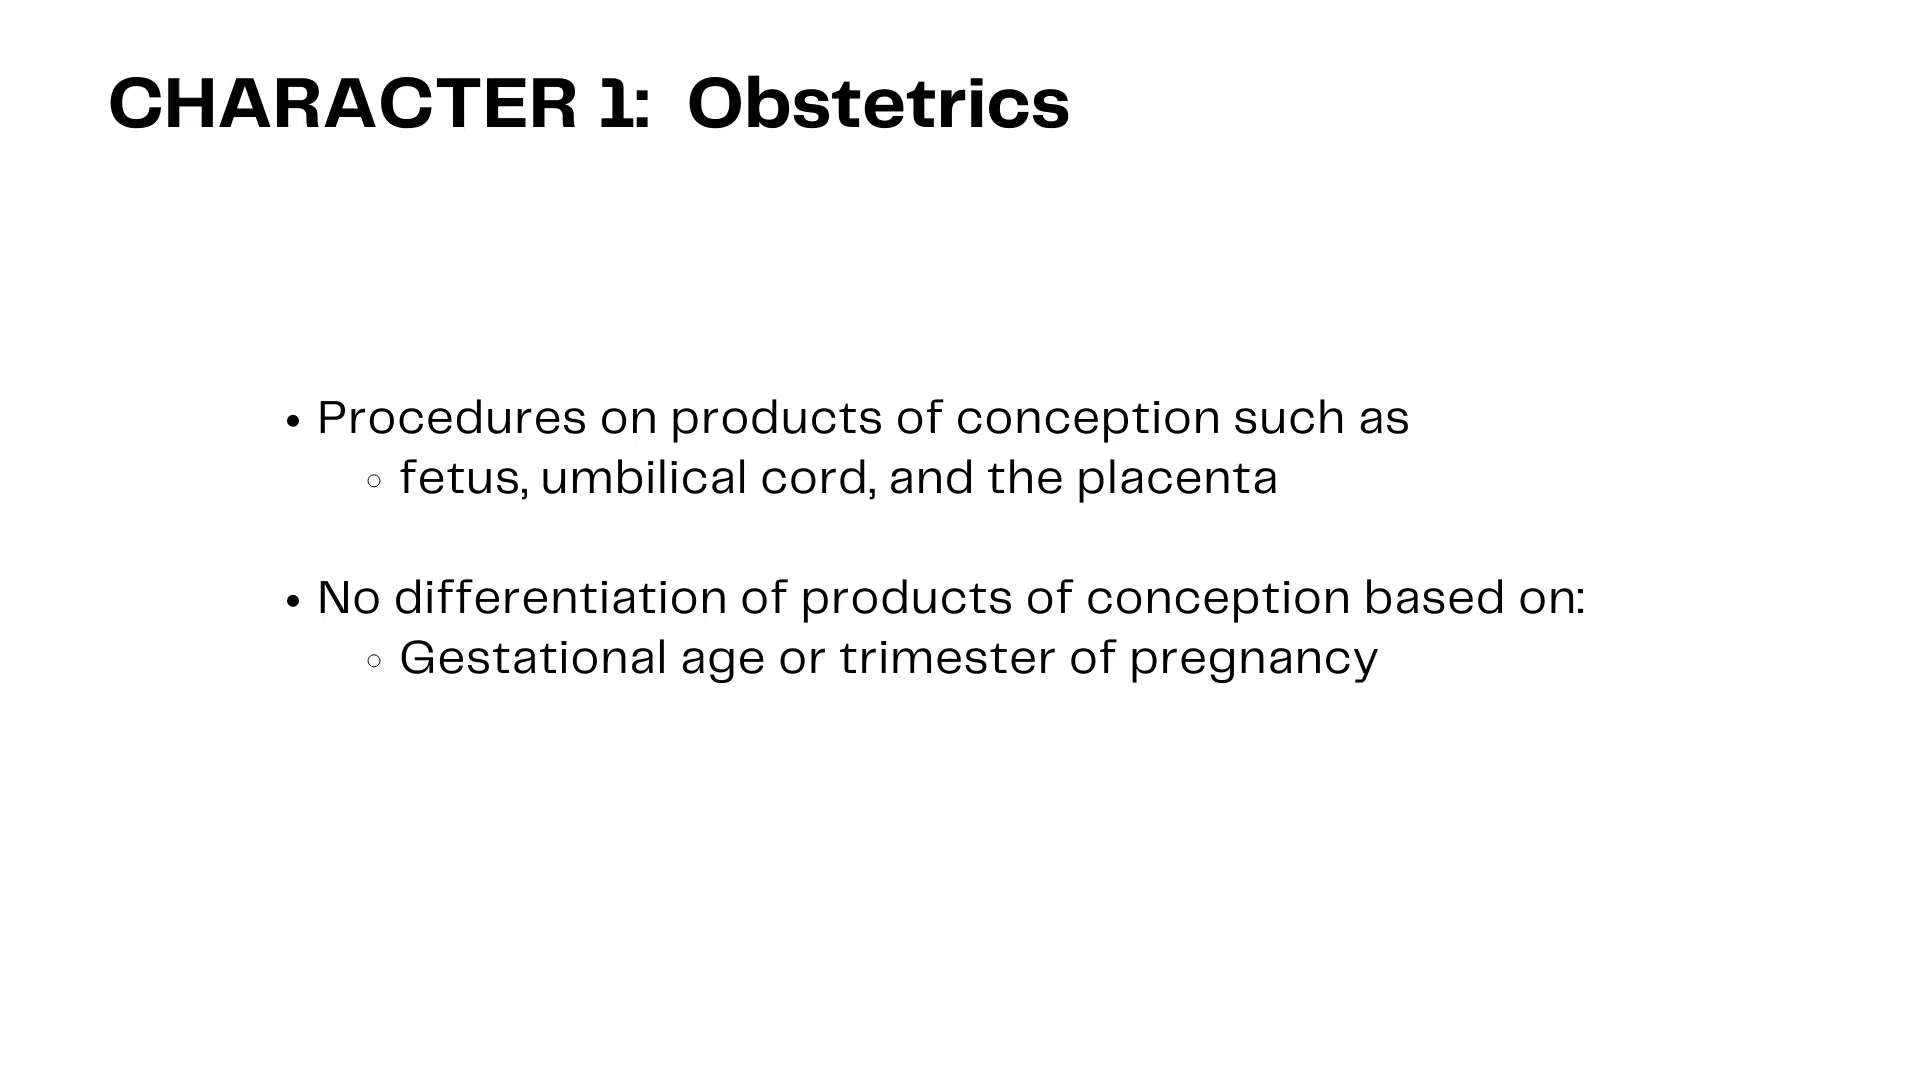 CHARACTER 1: Obstetrics
• Procedures on products of conception such as
◦ fetus, umbilical cord, and the placenta
• No differentiation of products of conception based on:
◦ Gestational age or trimester of pregnancy